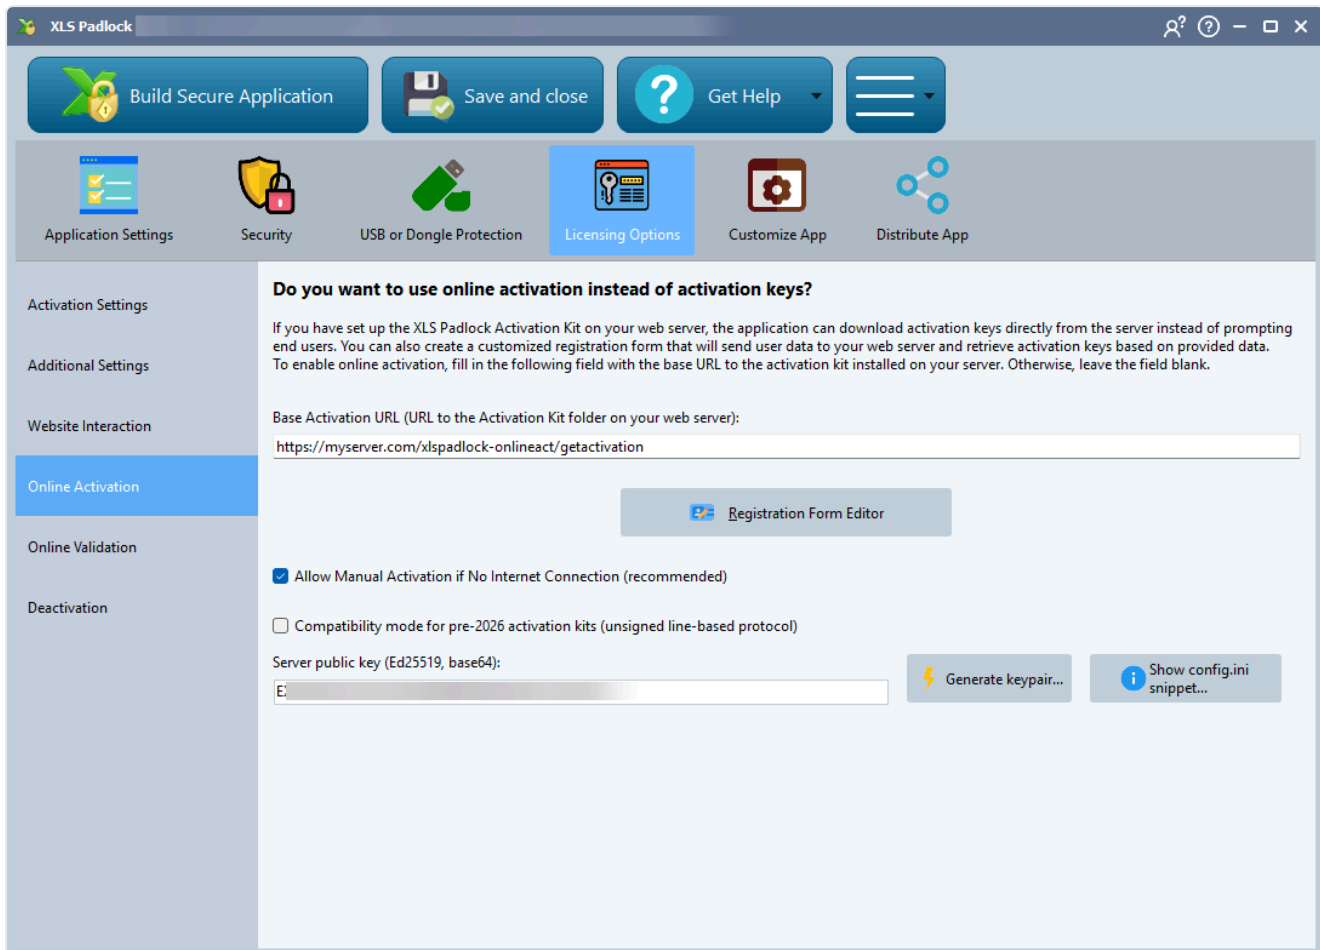 XLS Padlock
Build Secure Application
Save and close
Get Help
Application Settings
Security
USB or Dongle Protection
Licensing Options
Customize App
Distribute App
Activation Settings
Additional Settings
Website Interaction
Online Activation
Online Validation
Deactivation
Do you want to use online activation instead of activation keys?
If you have set up the XLS Padlock Activation Kit on your web server, the application can download activation keys directly from the server instead of prompting
end users. You can also create a customized registration form that will send user data to your web server and retrieve activation keys based on provided data.
To enable online activation, fill in the following field with the base URL to the activation kit installed on your server. Otherwise, leave the field blank.
Base Activation URL (URL to the Activation Kit folder on your web server):
https://myserver.com/xlspadlock-onlineact/getactivation
Registration Form Editor
Allow Manual Activation if No Internet Connection (recommended)
Compatibility mode for pre-2026 activation kits (unsigned line-based protocol)
Server public key (Ed25519, base64):
Generate keypair...
Show config.ini
snippet...